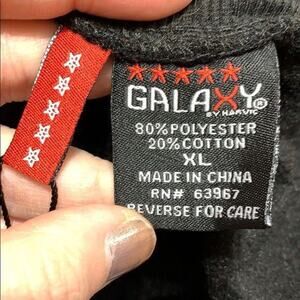 GALAXY®
BY HARVIC
80% POLYESTER
20% COTTON
XL
MADE IN CHINA
RN# 63967
REVERSE FOR CARE